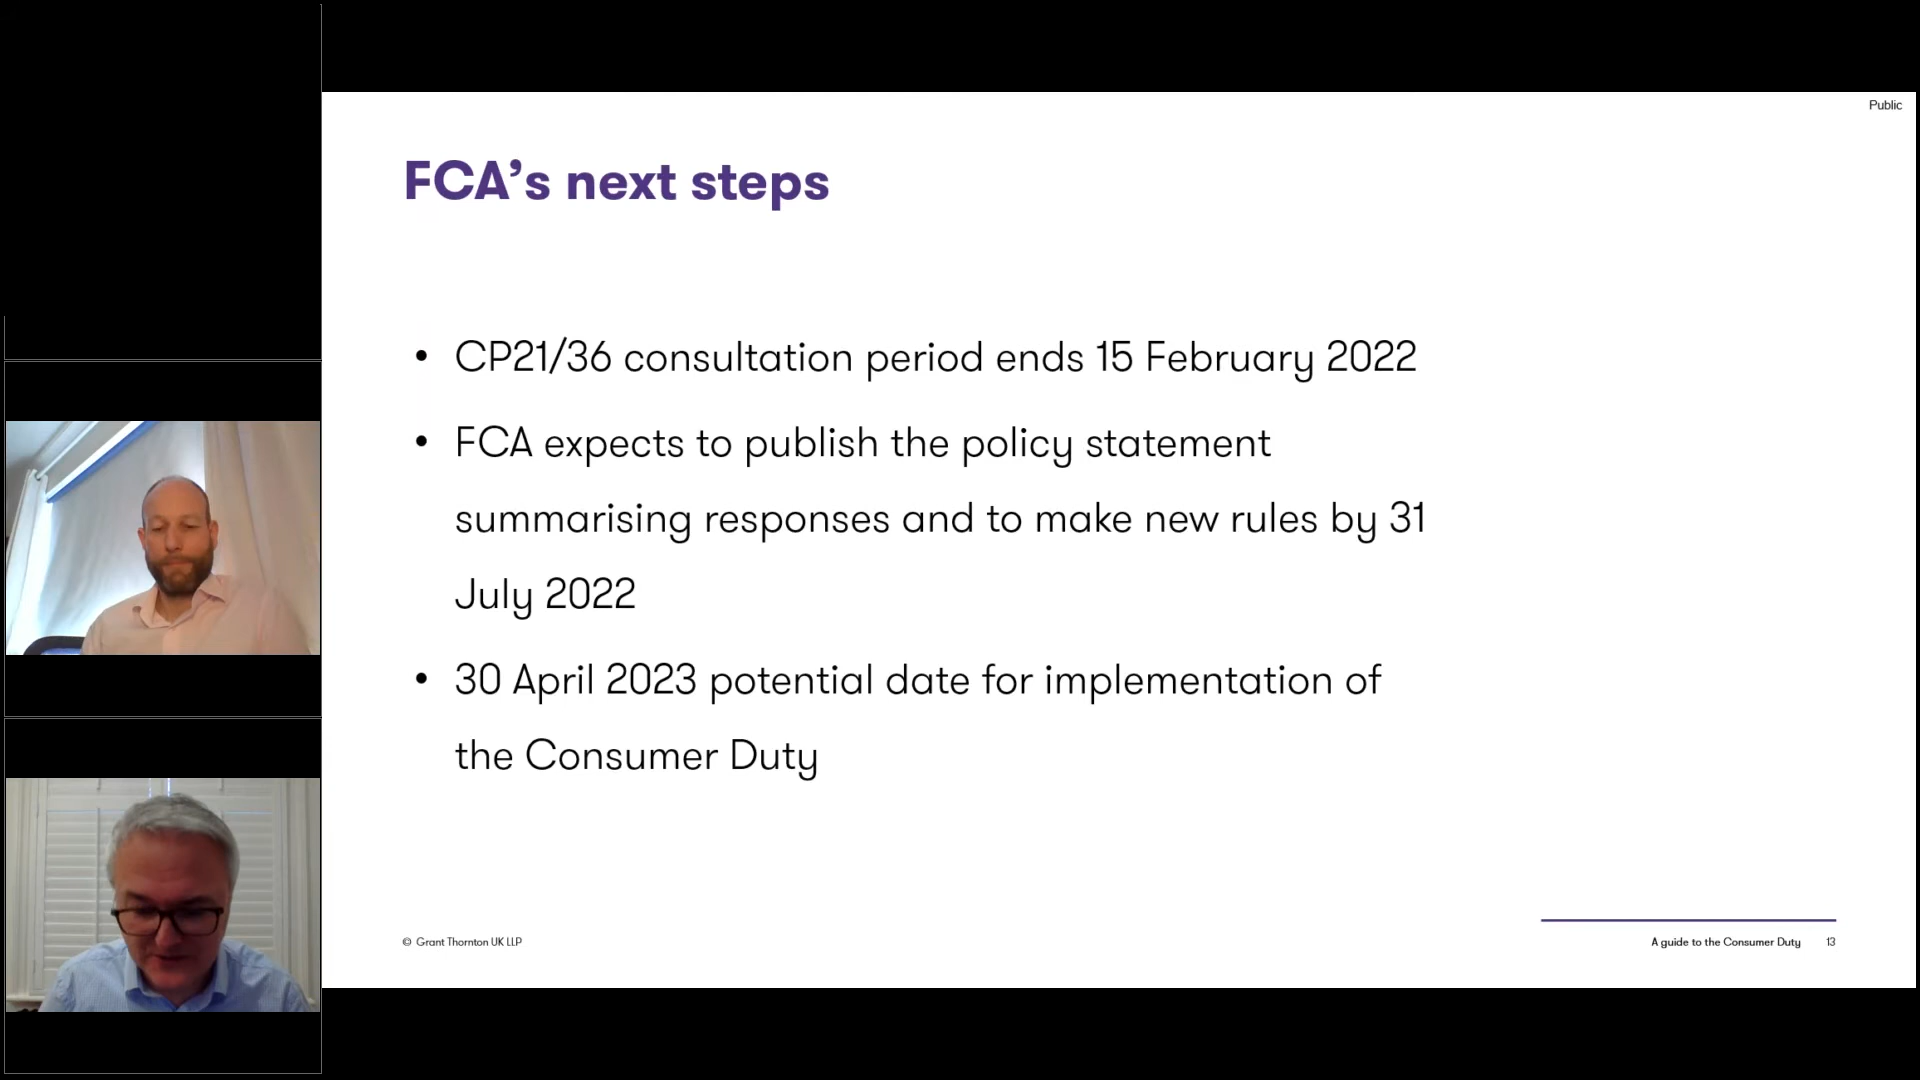 Public
FCA’s next steps
• CP21/36 consultation period ends 15 February 2022
• FCA expects to publish the policy statement
summarising responses and to make new rules by 31
July 2022
• 30 April 2023 potential date for implementation of
the Consumer Duty
© Grant Thornton UK LLP
A guide to the Consumer Duty 13